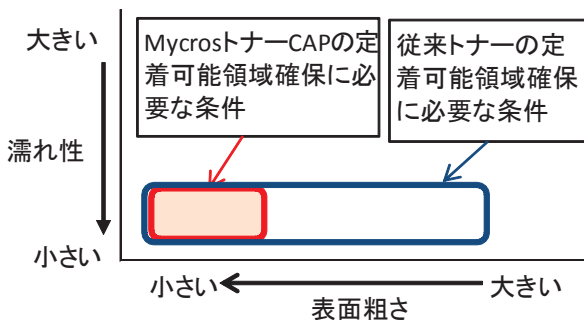 大きい
濡れ性
小さい
MycrosトナーCAPの定
着可能領域確保に必
要な条件
従来トナーの定
着可能領域確保
に必要な条件
小さい
大きい
表面粗さ